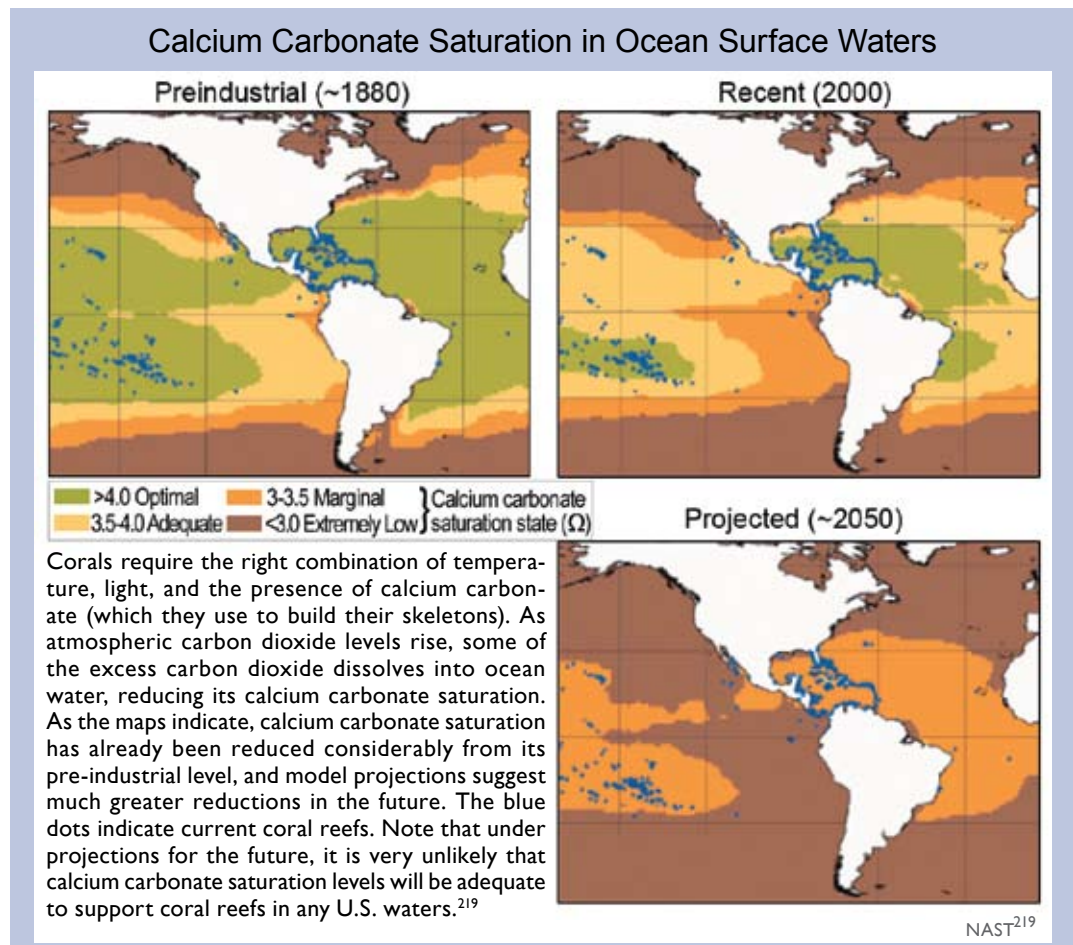 Calcium Carbonate Saturation in Ocean Surface Waters
Preindustrial (~1880)
Recent (2000)
>4.0 Optimal
3-3.5 Marginal
3.5-4.0 Adequate
<3.0 Extremely Low
Calcium carbonate
saturation state (Ω)
Projected (~2050)
Corals require the right combination of tempera-
ture, light, and the presence of calcium carbon-
ate (which they use to build their skeletons). As
atmospheric carbon dioxide levels rise, some of
the excess carbon dioxide dissolves into ocean
water, reducing its calcium carbonate saturation.
As the maps indicate, calcium carbonate saturation
has already been reduced considerably from its
pre-industrial level, and model projections suggest
much greater reductions in the future. The blue
dots indicate current coral reefs. Note that under
projections for the future, it is very unlikely that
calcium carbonate saturation levels will be adequate
to support coral reefs in any U.S. waters.219
NAST219